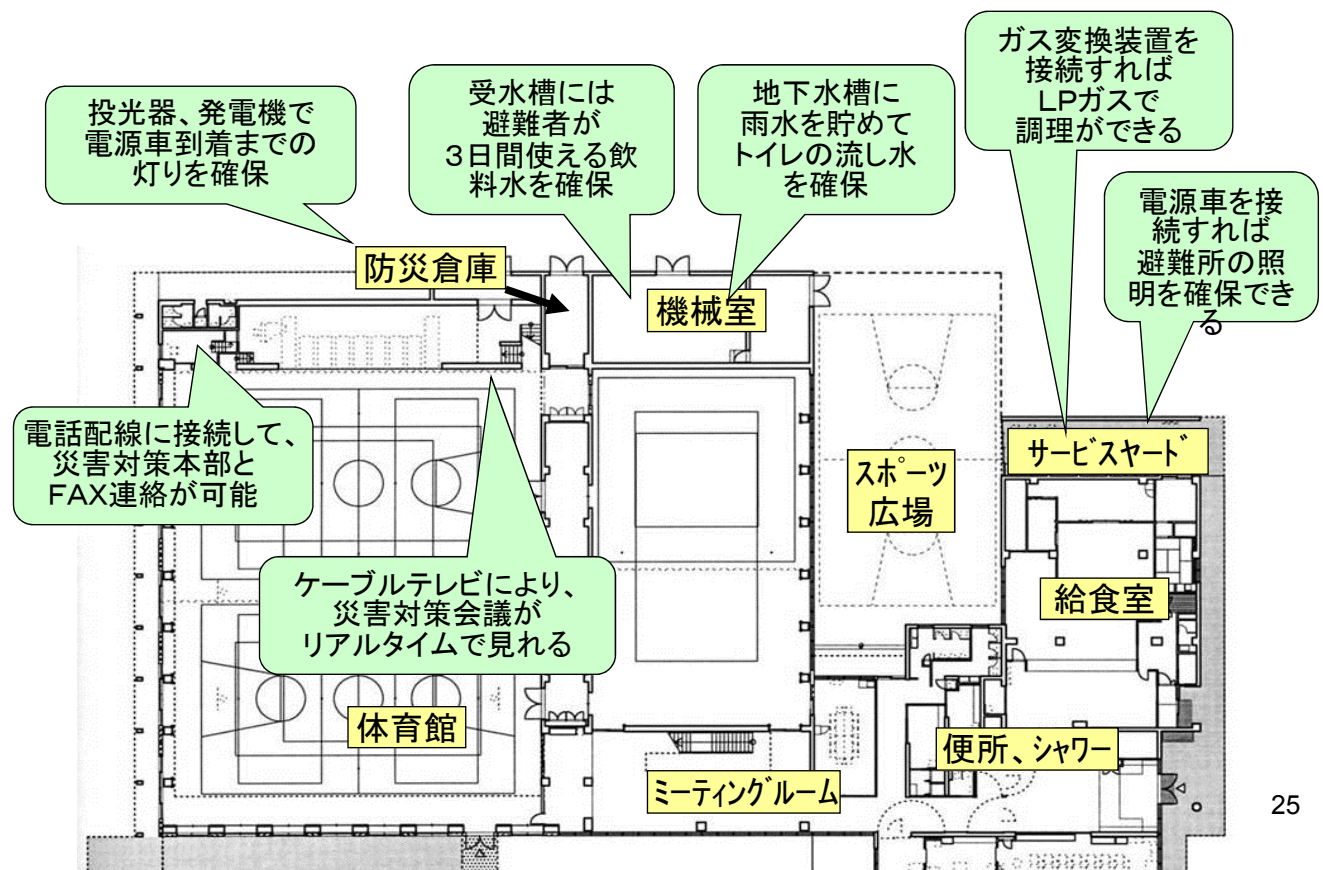 ガス変換装置を
接続すれば
LPガスで
調理ができる
投光器、発電機で
電源車到着までの
灯りを確保
受水槽には
避難者が
3日間使える飲
料水を確保
地下水槽に
雨水を貯めて
トイレの流し水
を確保
電源車を接
続すれば
避難所の照
明を確保でき
る
防災倉庫
機械室
電話配線に接続して、
災害対策本部と
FAX連絡が可能
サービスヤード
スポーツ
広場
ケーブルテレビにより、
災害対策会議が
リアルタイムで見れる
給食室
体育館
便所、シャワー
ミーティングルーム
25